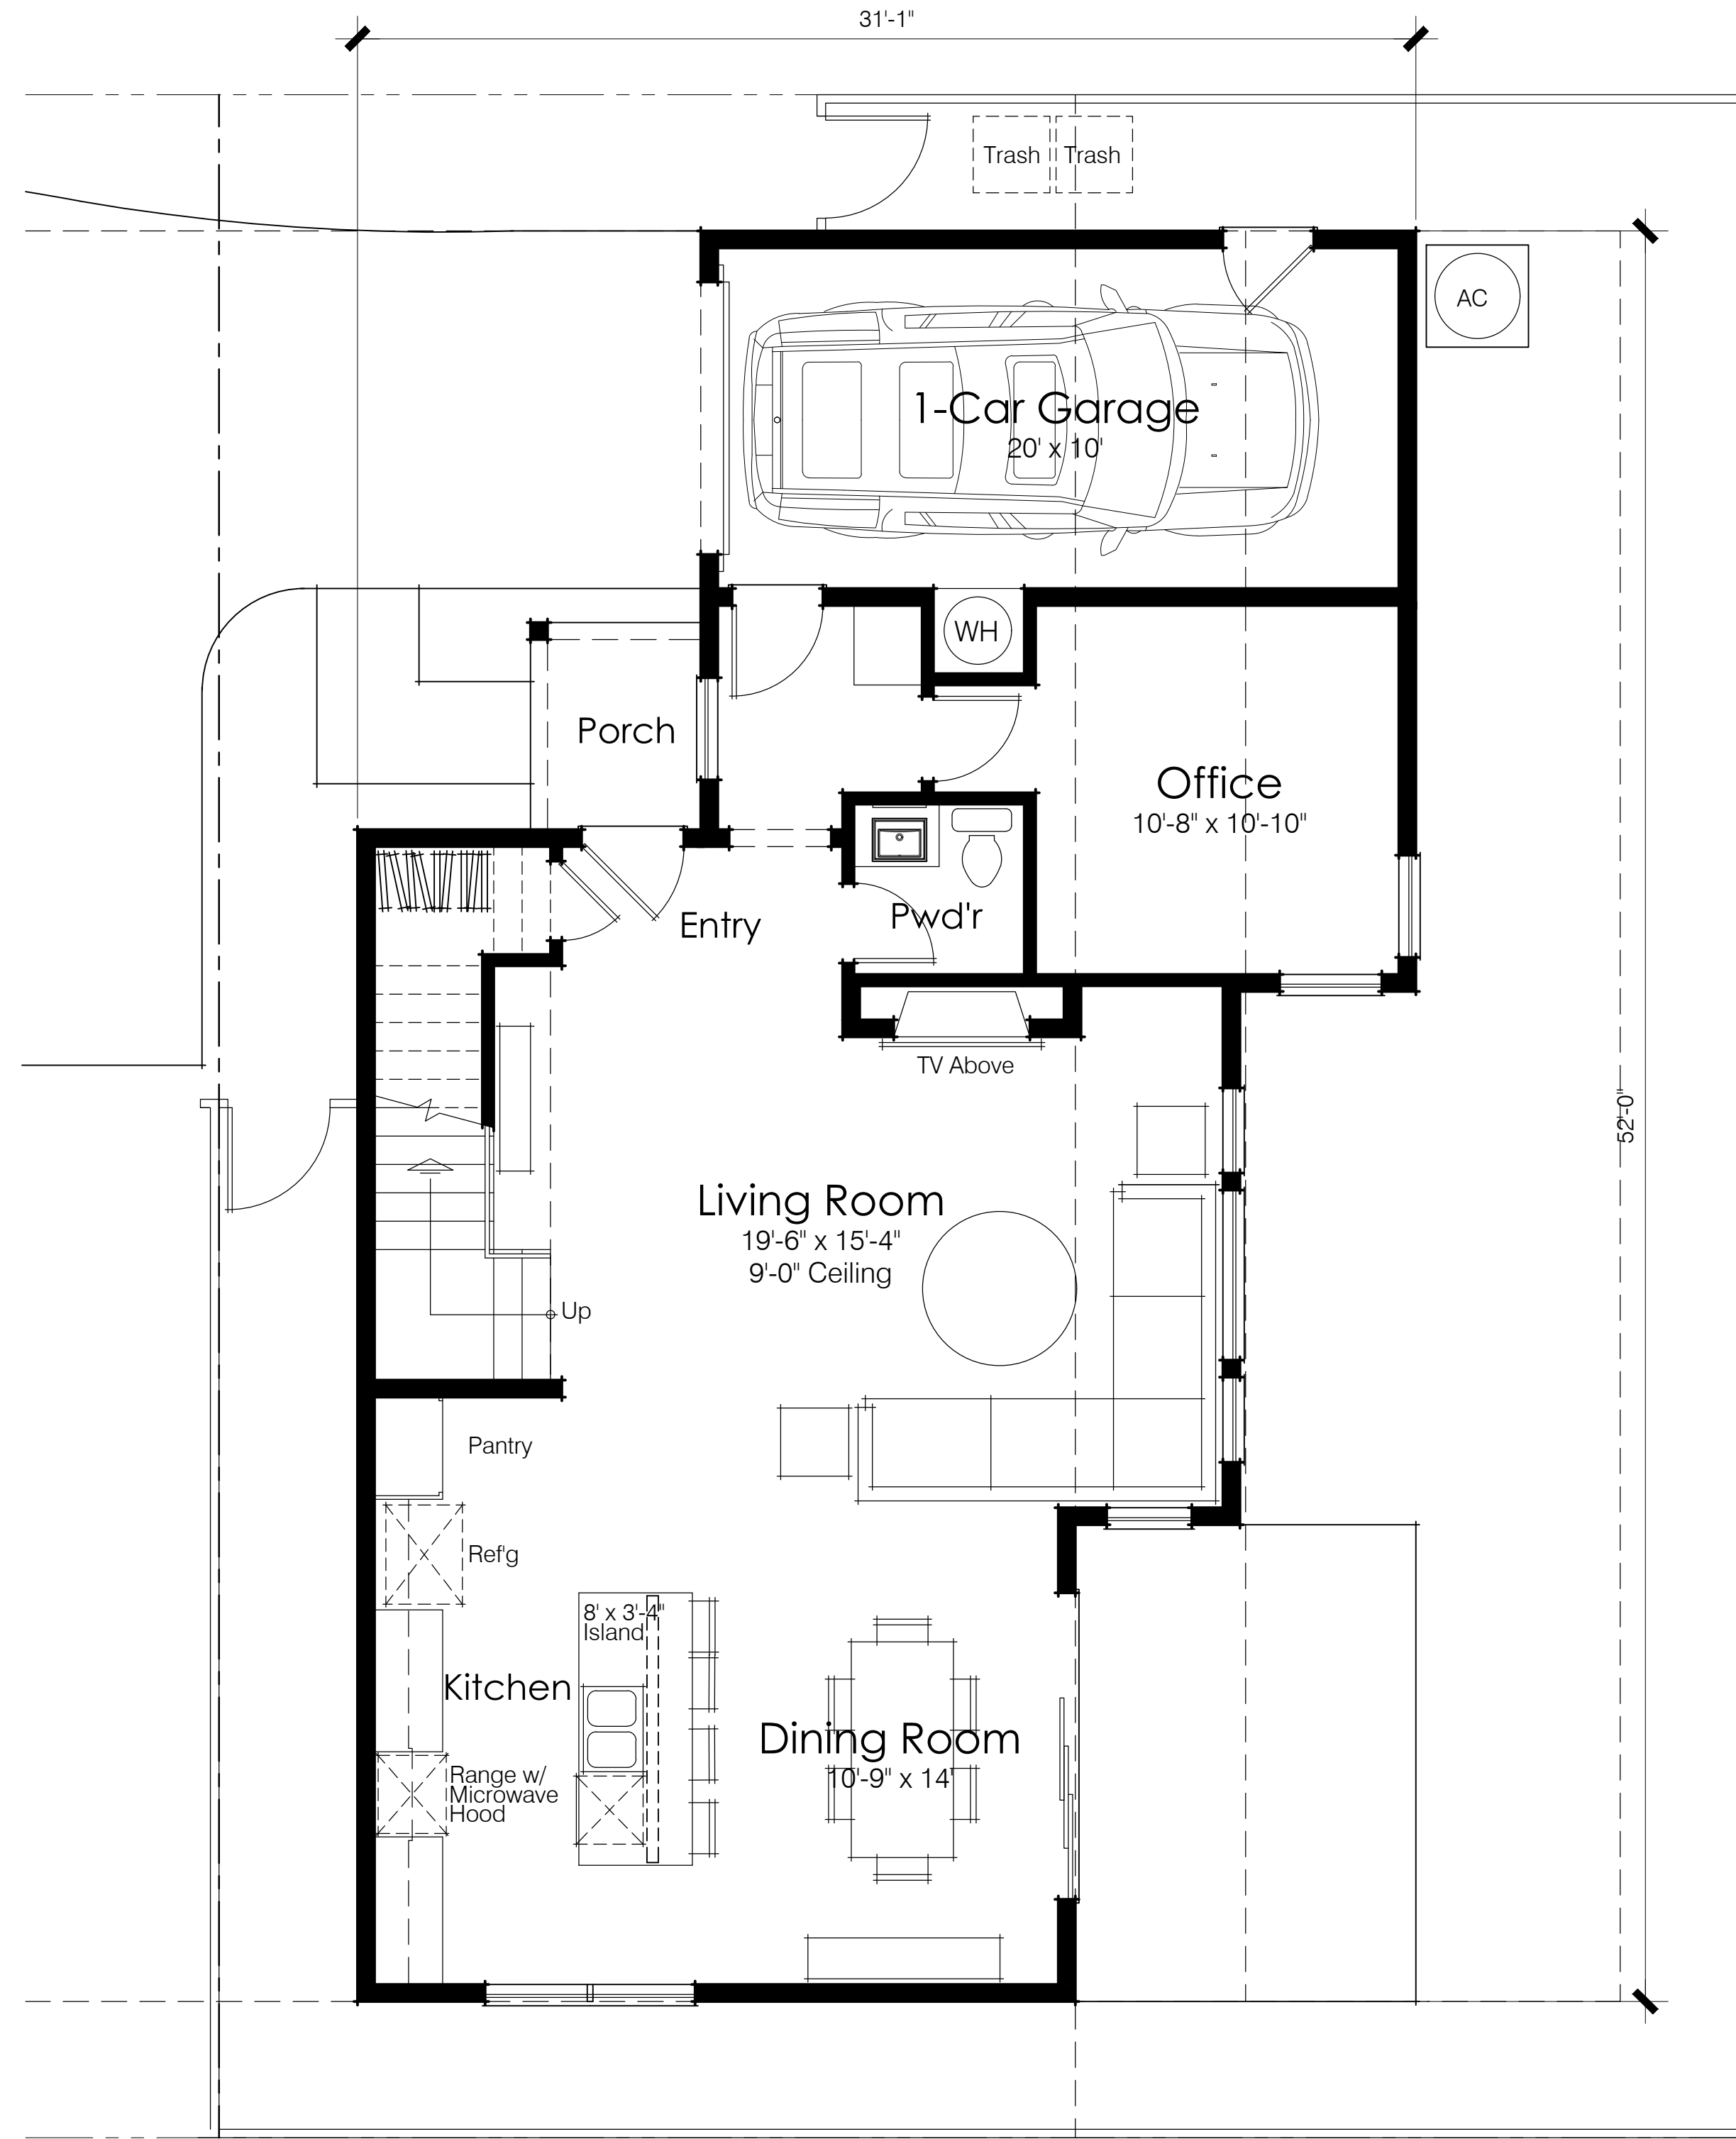 31'-1"
Trash
Trash
AC
1-Car Garage
20' x 10'
WH
Porch
Office
10'-8" x 10'-10"
Pwd'r
Entry
TV Above
52'-0"
Living Room
19'-6" x 15'-4"
9'-0" Ceiling
Up
Pantry
Ref'g
8' x 3'-4"
Island
Kitchen
Dining Room
10'-9" x 14'
Range w/
Microwave
Hood